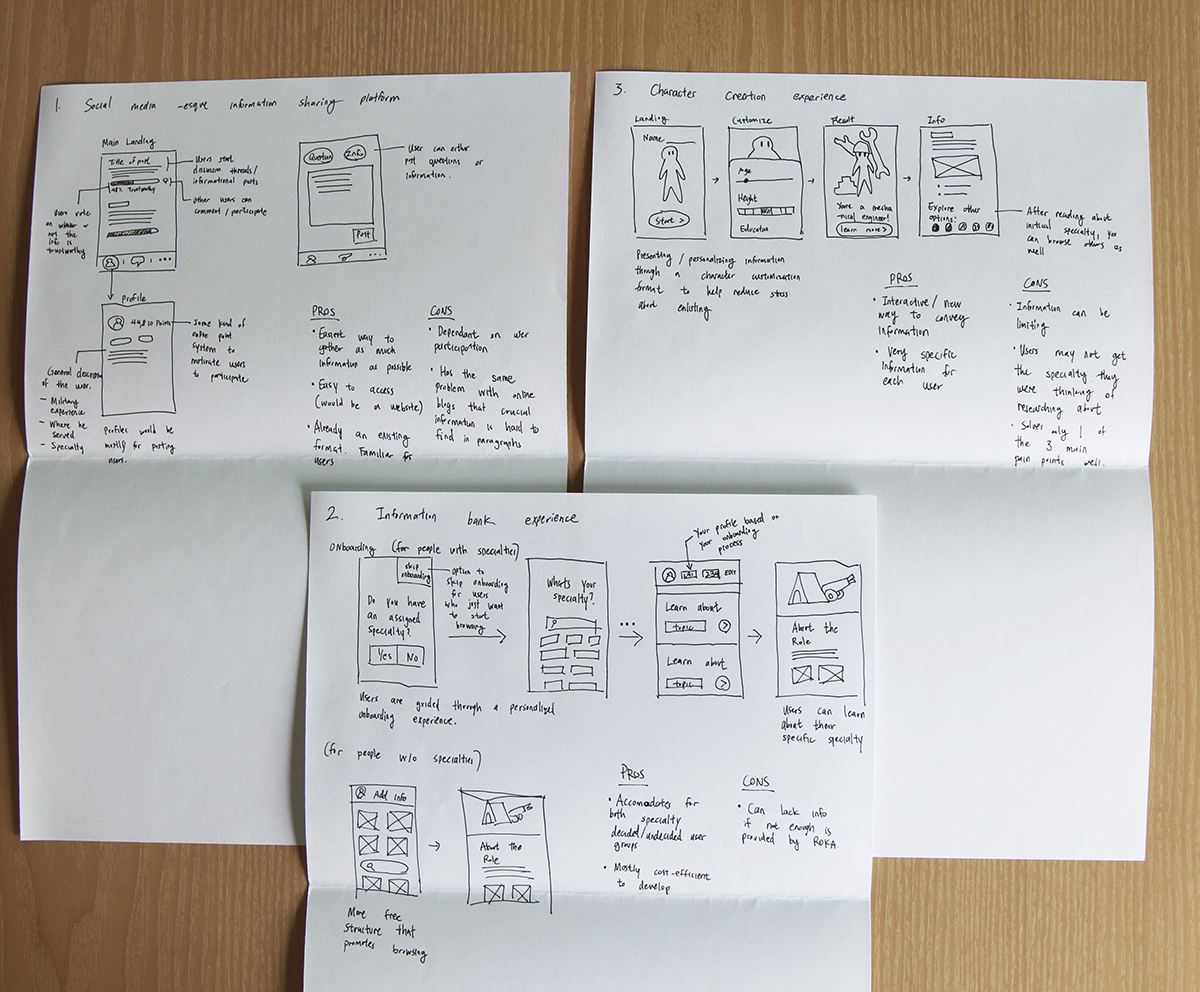 1. Social media -esque information sharing platform
Main Landing
Title of post
48% Trustworthy
Users start
discussion threads/
informational posts
other users can
comment / participate
Users vote
on whether or
not the
info is
trustworthy
Question
Info
Post
User can either
post questions or
information.
Profile
44,810 Points
Some kind of
online point
system to
motivate users
to participate
General description
of the user.
- Military
experience
- Where he
served
- Specialty
Profiles would be
mostly for posting
users.
PROS
• Easiest way to
gather as much
information as possible
• Easy to access
(would be a website)
• Already an existing
format. Familiar for
users
CONS
• Dependant on user
participation
• Has the same
problem with online
blogs that crucial
information is hard to
find in paragraphs
3. Character Creation experience
Landing
Name
Start >
Customize
Age
Height
Education
Result
You're a mecha
-nical engineer!
learn more >
Info
Explore other
options:
After reading about
initial specialty, you
can browse others as
well
Presenting / personalizing information
through a character customization
format to help reduce stress
about enlisting
PROS
• Interactive / new
way to convey
information
• Very specific
information for
each user
CONS
• Information can be
limiting
• Users may not get
the specialty they
were thinking of
researching about
• Solves only 1 of
the 3 main
pain points well.
2. Information bank experience
ONboarding (for people with specialties)
skip
onboarding
Do you have
an assigned
specialty?
Yes No
option to
skip onboarding
for users
who just want
to start
browsing
What's your
specialty?
...
Your profile based on
your onboarding
process
EDIT
Learn about
topic
Learn about
topic
About the
Role
Users are guided through a personalized
onboarding experience.
Users can learn
about their
specific specialty
(for people w/o specialties)
Add info
About the
Role
More free
structure that
promotes browsing
PROS
• Accomodates for
both specialty
decided/undecided user
groups
• Mostly cost-efficient
to develop
CONS
• Can lack info
if not enough is
provided by ROKA.